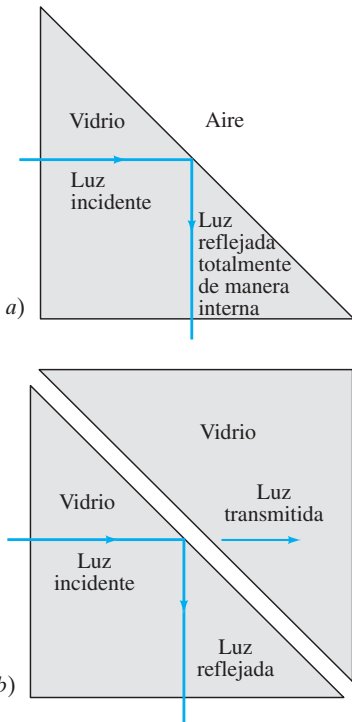 Vidrio
Aire
Luz
incidente
Luz
reflejada
totalmente
de manera
interna
a)
Vidrio
Vidrio
Luz
transmitida
Luz
incidente
Luz
reflejada
b)